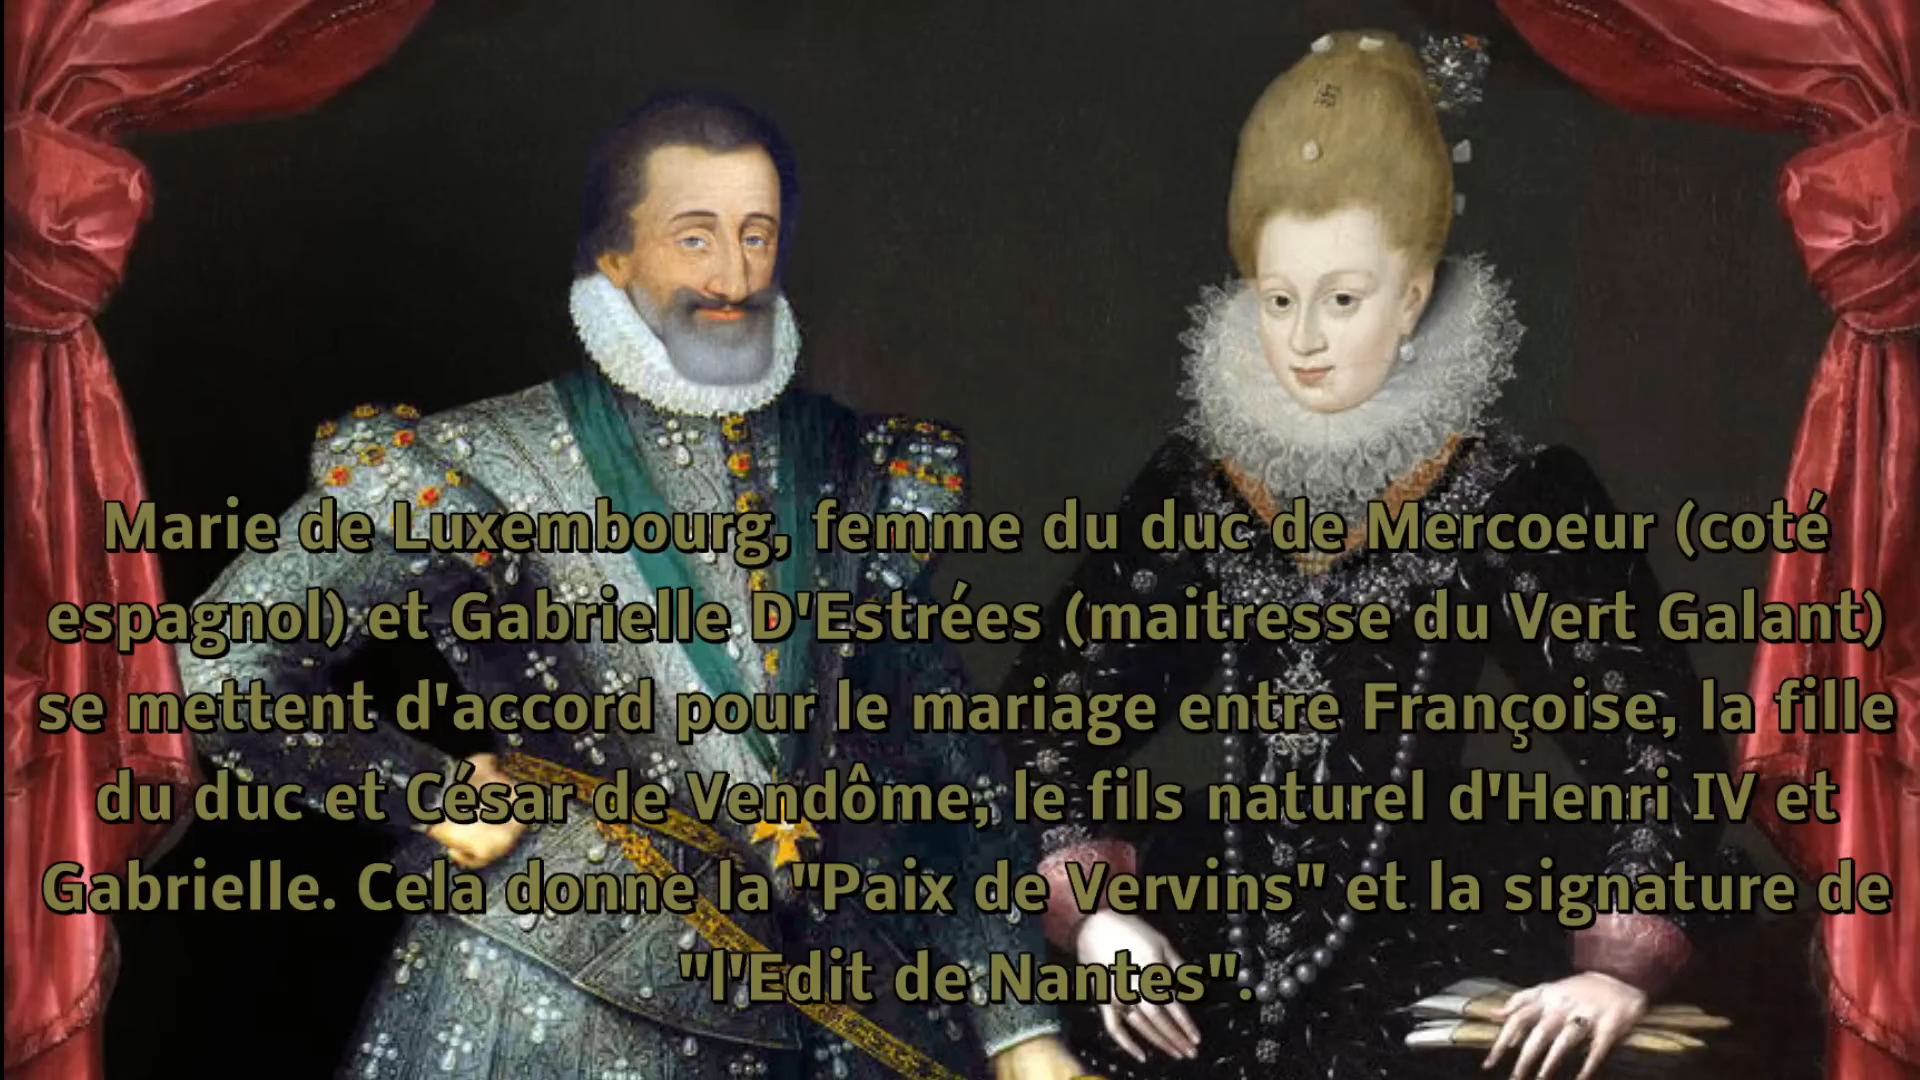 Marie de Luxembourg, femme du duc de Mercoeur (coté
espagnol) et Gabrielle D'Estrées (maitresse du Vert Galant)
se mettent d'accord pour le mariage entre Françoise, la fille
du duc et César de Vendôme, le fils naturel d'Henri IV et
Gabrielle. Cela donne la "Paix de Vervins" et la signature de
"l'Edit de Nantes".